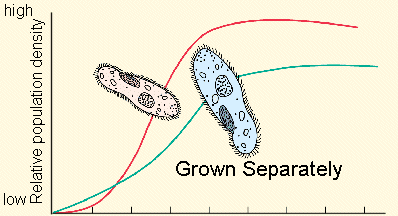 high
Relative population density
low
Grown Separately